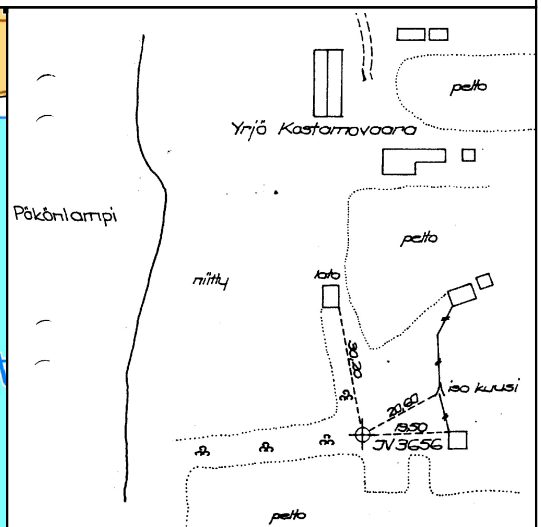 pelto
Yrjö Kostamovaara
Pökönlampi
pelto
niitty
lato
30,20
iso kuusi
20,60
19,50
JV3656
pelto